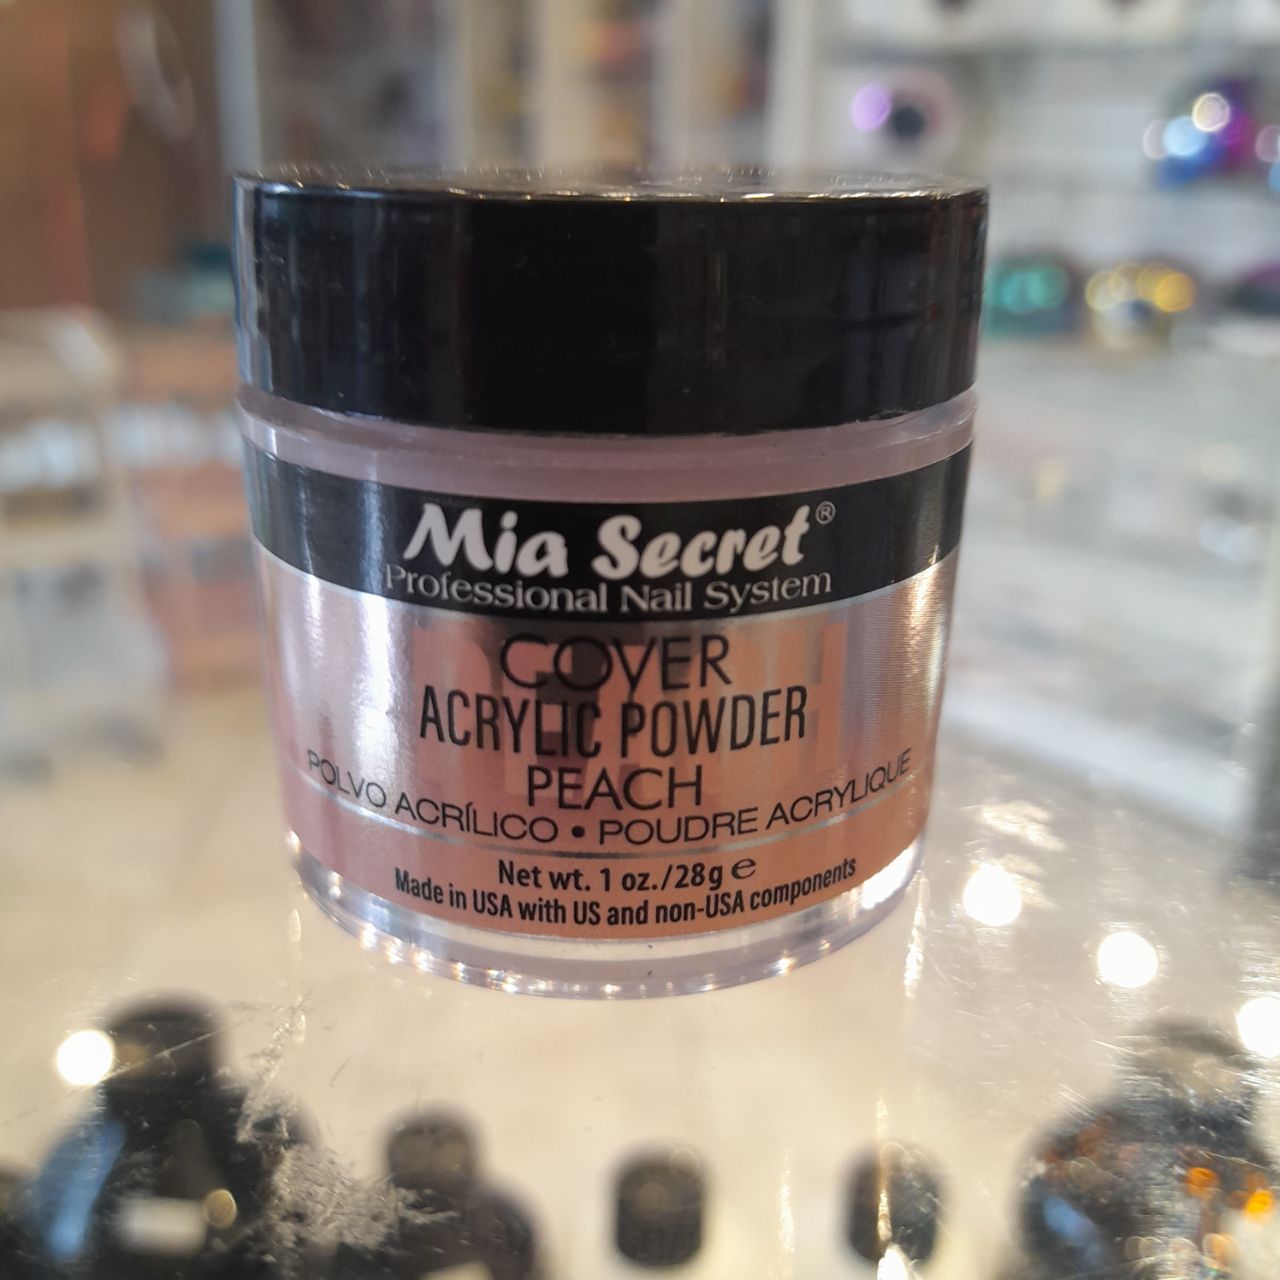 Mia Secret®
Professional Nail System
COVER
ACRYLIC POWDER
PEACH
POLVO ACRÍLICO • POUDRE ACRYLIQUE
Net wt. 1 oz./28g ℮
Made in USA with US and non-USA components